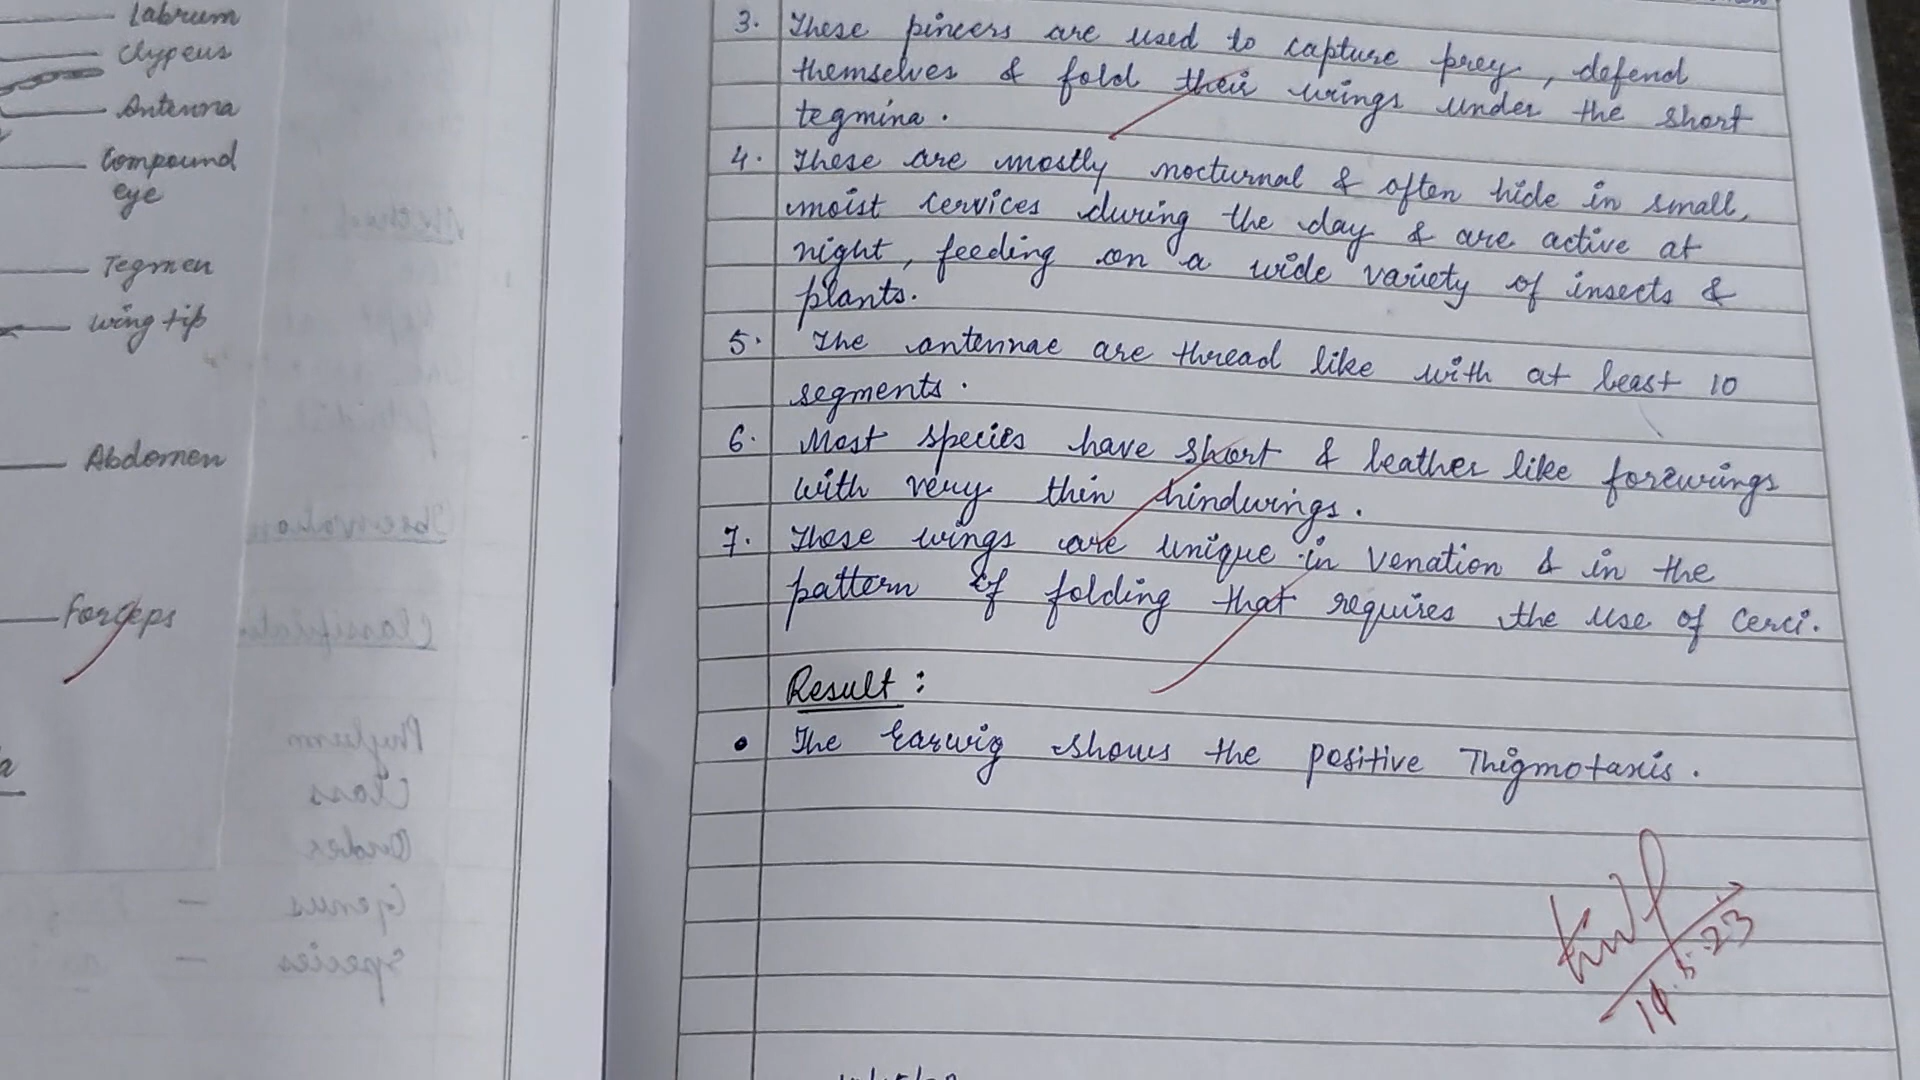 Labrum
Clypeus
Antenna
Compound
eye
Tegmen
wing tip
Abdomen
Forceps
3. These pincers are used to capture prey, defend
themselves & fold their wings under the short
tegmina.
4. These are mostly nocturnal & often hide in small,
moist cervices during the day & are active at
night, feeding on a wide variety of insects &
plants.
5. The antennae are thread like with at least 10
segments.
6. Most species have short & leather like forewings
with very thin hindwings.
7. These wings are unique in venation & in the
pattern of folding that requires the use of cerci.
Result:
• The Earwig shows the positive Thigmotaxis.
Phylum
Class
Order
Genus -
Species -